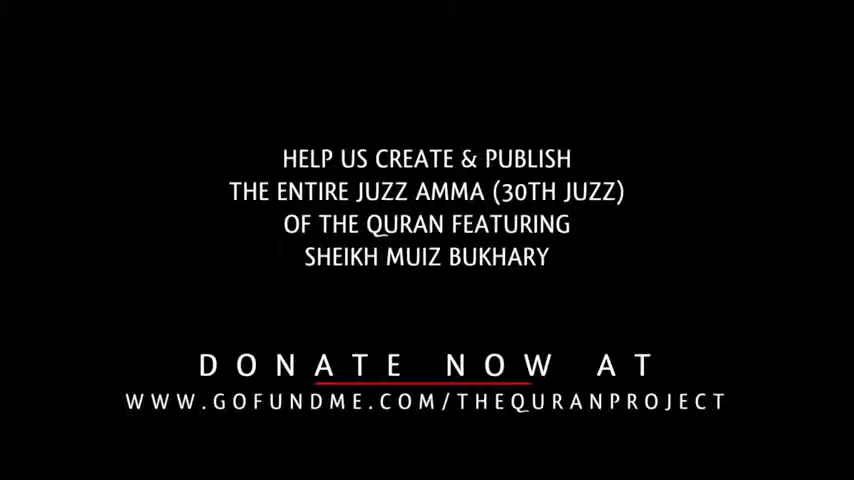 HELP US CREATE & PUBLISH
THE ENTIRE JUZZ AMMA (30TH JUZZ)
OF THE QURAN FEATURING
SHEIKH MUIZ BUKHARY
DONATE NOW AT
WWW.GOFUNDME.COM/THEQURANPROJECT